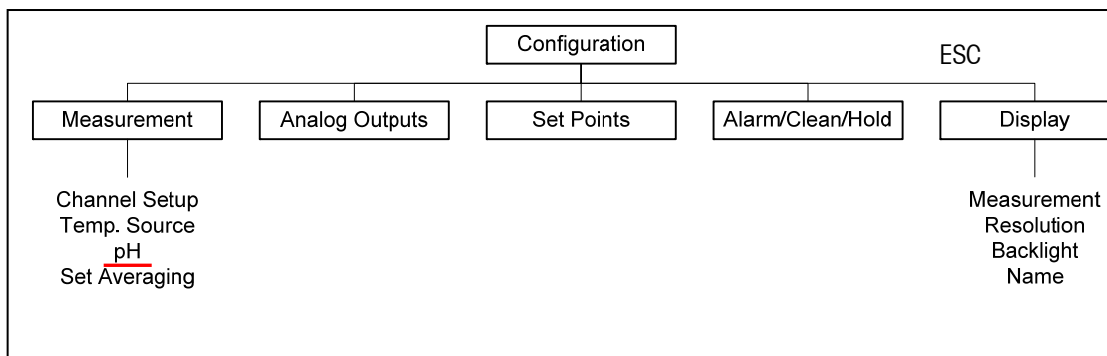 Configuration
ESC
Measurement
Analog Outputs
Set Points
Alarm/Clean/Hold
Display
Channel Setup
Temp. Source
pH
Set Averaging
Measurement
Resolution
Backlight
Name